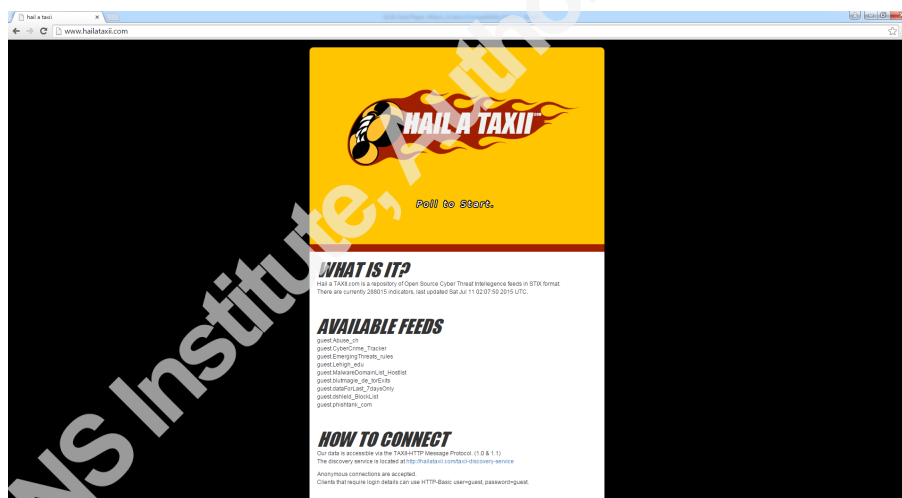 hail a taxii
www.hailataxii.com
HAIL A TAXII
Poll to Start.
WHAT IS IT?
Hail a TAXII.com is a repository of Open Source Cyber Threat Intellegence feeds in STIX format.
There are currently 288015 indicators, last updated Sat Jul 11 02:07:50 2015 UTC.
AVAILABLE FEEDS
guest.Abuse_ch
guest.CyberCrime_Tracker
guest.EmergingThreats_rules
guest.Lehigh_edu
guest.MalwareDomainList_Hostlist
guest.blutmagie_de_torExits
guest.dataForLast_7daysOnly
guest.dshield_BlockList
guest.phishtank_com
HOW TO CONNECT
Our data is accessible via the TAXII-HTTP Message Protocol. (1.0 & 1.1)
The discovery service is located at http://hailataxii.com/taxii-discovery-service
Anonymous connections are accepted.
Clients that require login details can use HTTP-Basic user=guest, password=guest.
NS Institute, Autho